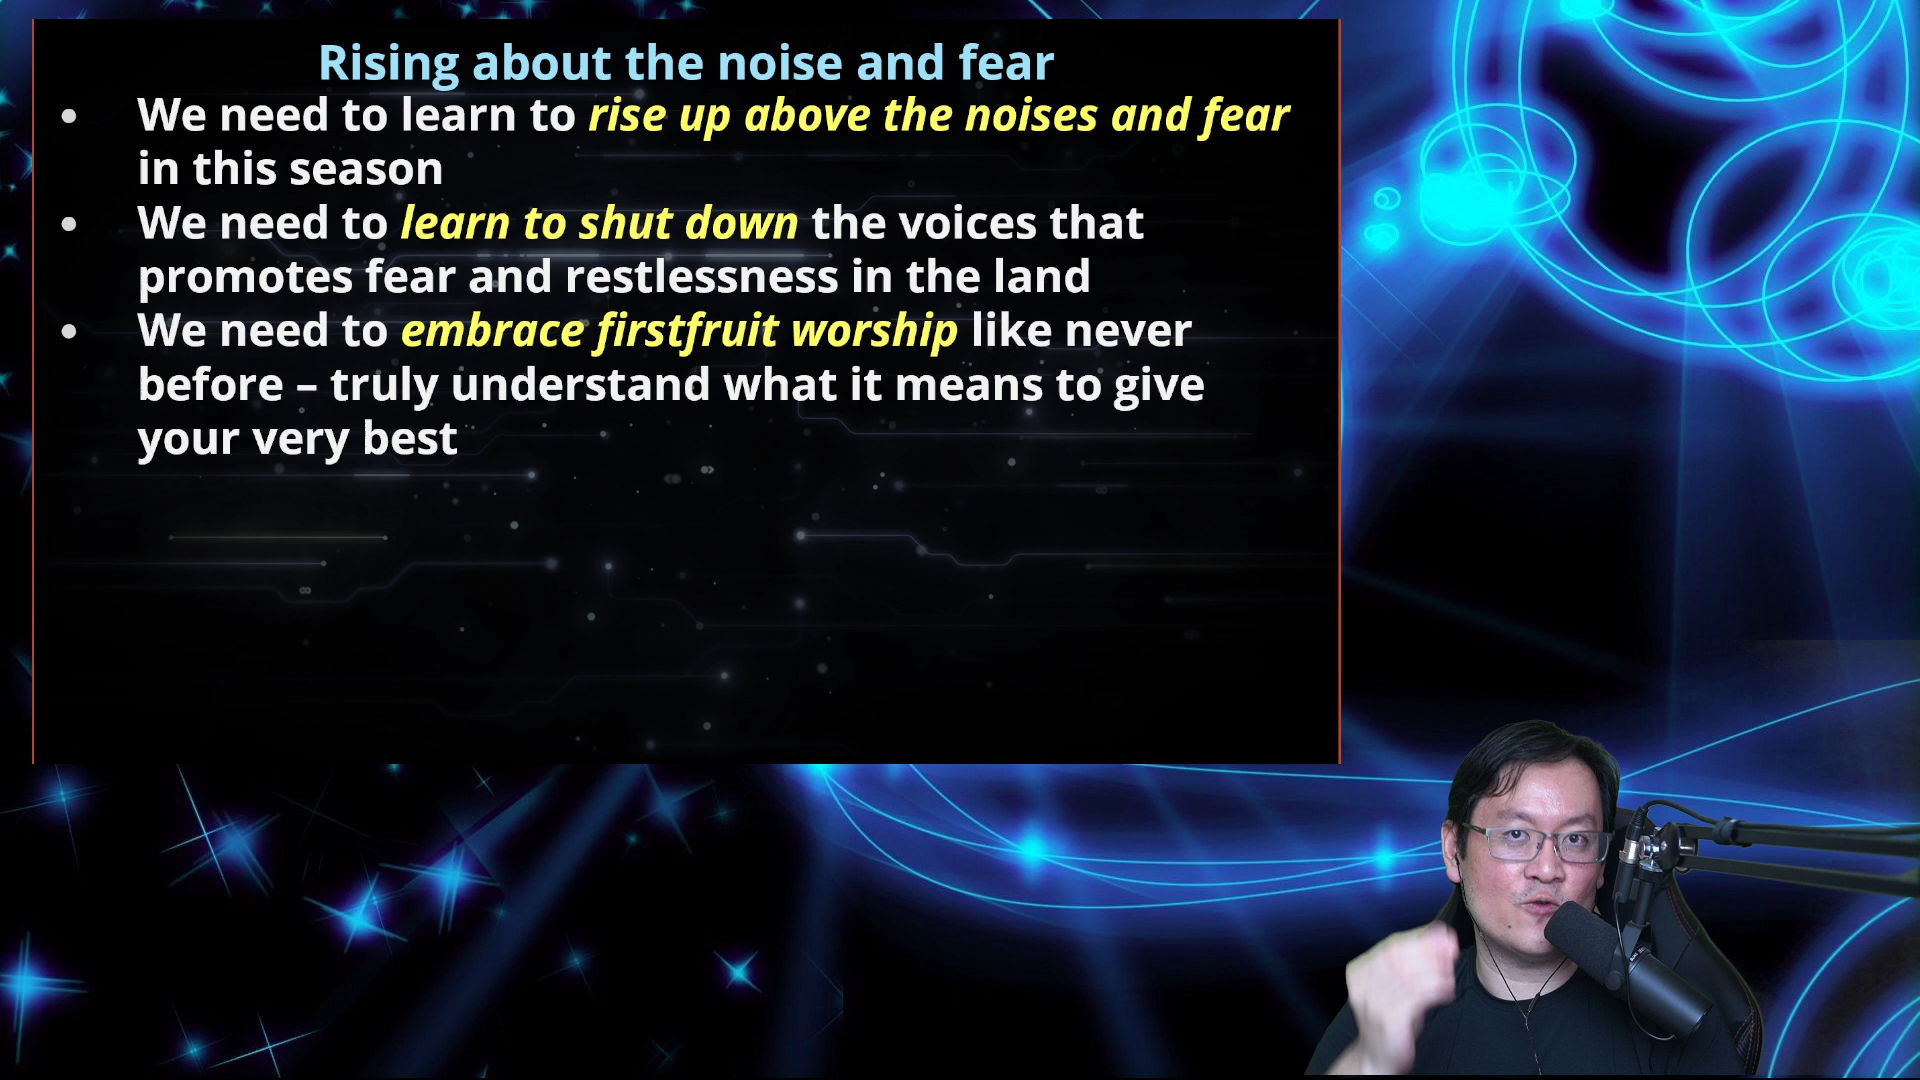 Rising about the noise and fear
• We need to learn to rise up above the noises and fear
in this season
• We need to learn to shut down the voices that
promotes fear and restlessness in the land
• We need to embrace firstfruit worship like never
before – truly understand what it means to give
your very best